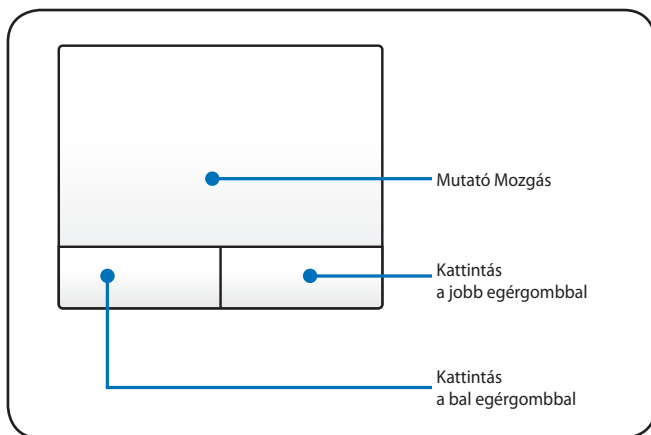 Mutató Mozgás
Kattintás
a jobb egérgombbal
Kattintás
a bal egérgombbal